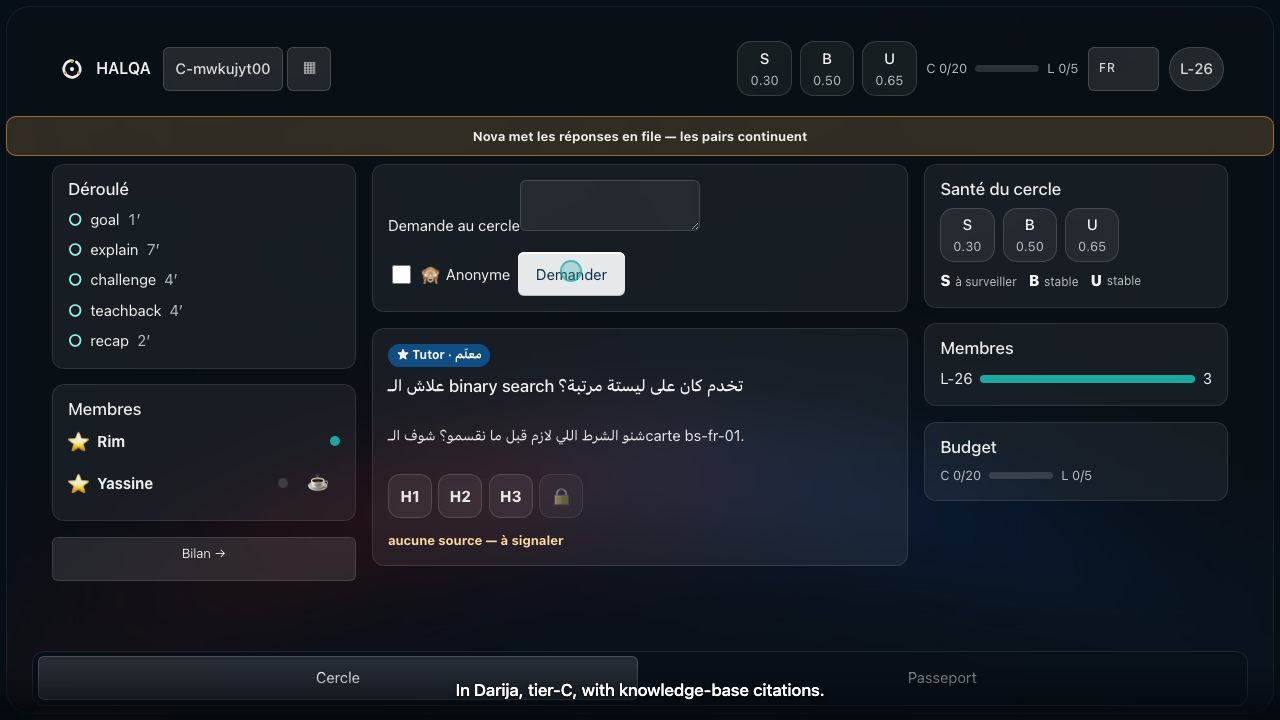 HALQA
C-mwkujyt00
S
0.30
B
0.50
U
0.65
C 0/20
L 0/5
FR
L-26
Nova met les réponses en file — les pairs continuent
Déroulé
goal 1′
explain 7′
challenge 4′
teachback 4′
recap 2′
Membres
Rim
Yassine
Bilan →
Demande au cercle
Anonyme
Demander
Tutor · معلّم
علاش الـ binary search تخدم كان على ليستة مرتبة؟
شنو الشرط اللي لازم قبل ما نقسمو؟ شوف الـcarte bs-fr-01.
H1
H2
H3
aucune source — à signaler
Santé du cercle
S
0.30
B
0.50
U
0.65
S à surveiller B stable U stable
Membres
L-26 3
Budget
C 0/20 L 0/5
Cercle
Passeport
In Darija, tier-C, with knowledge-base citations.